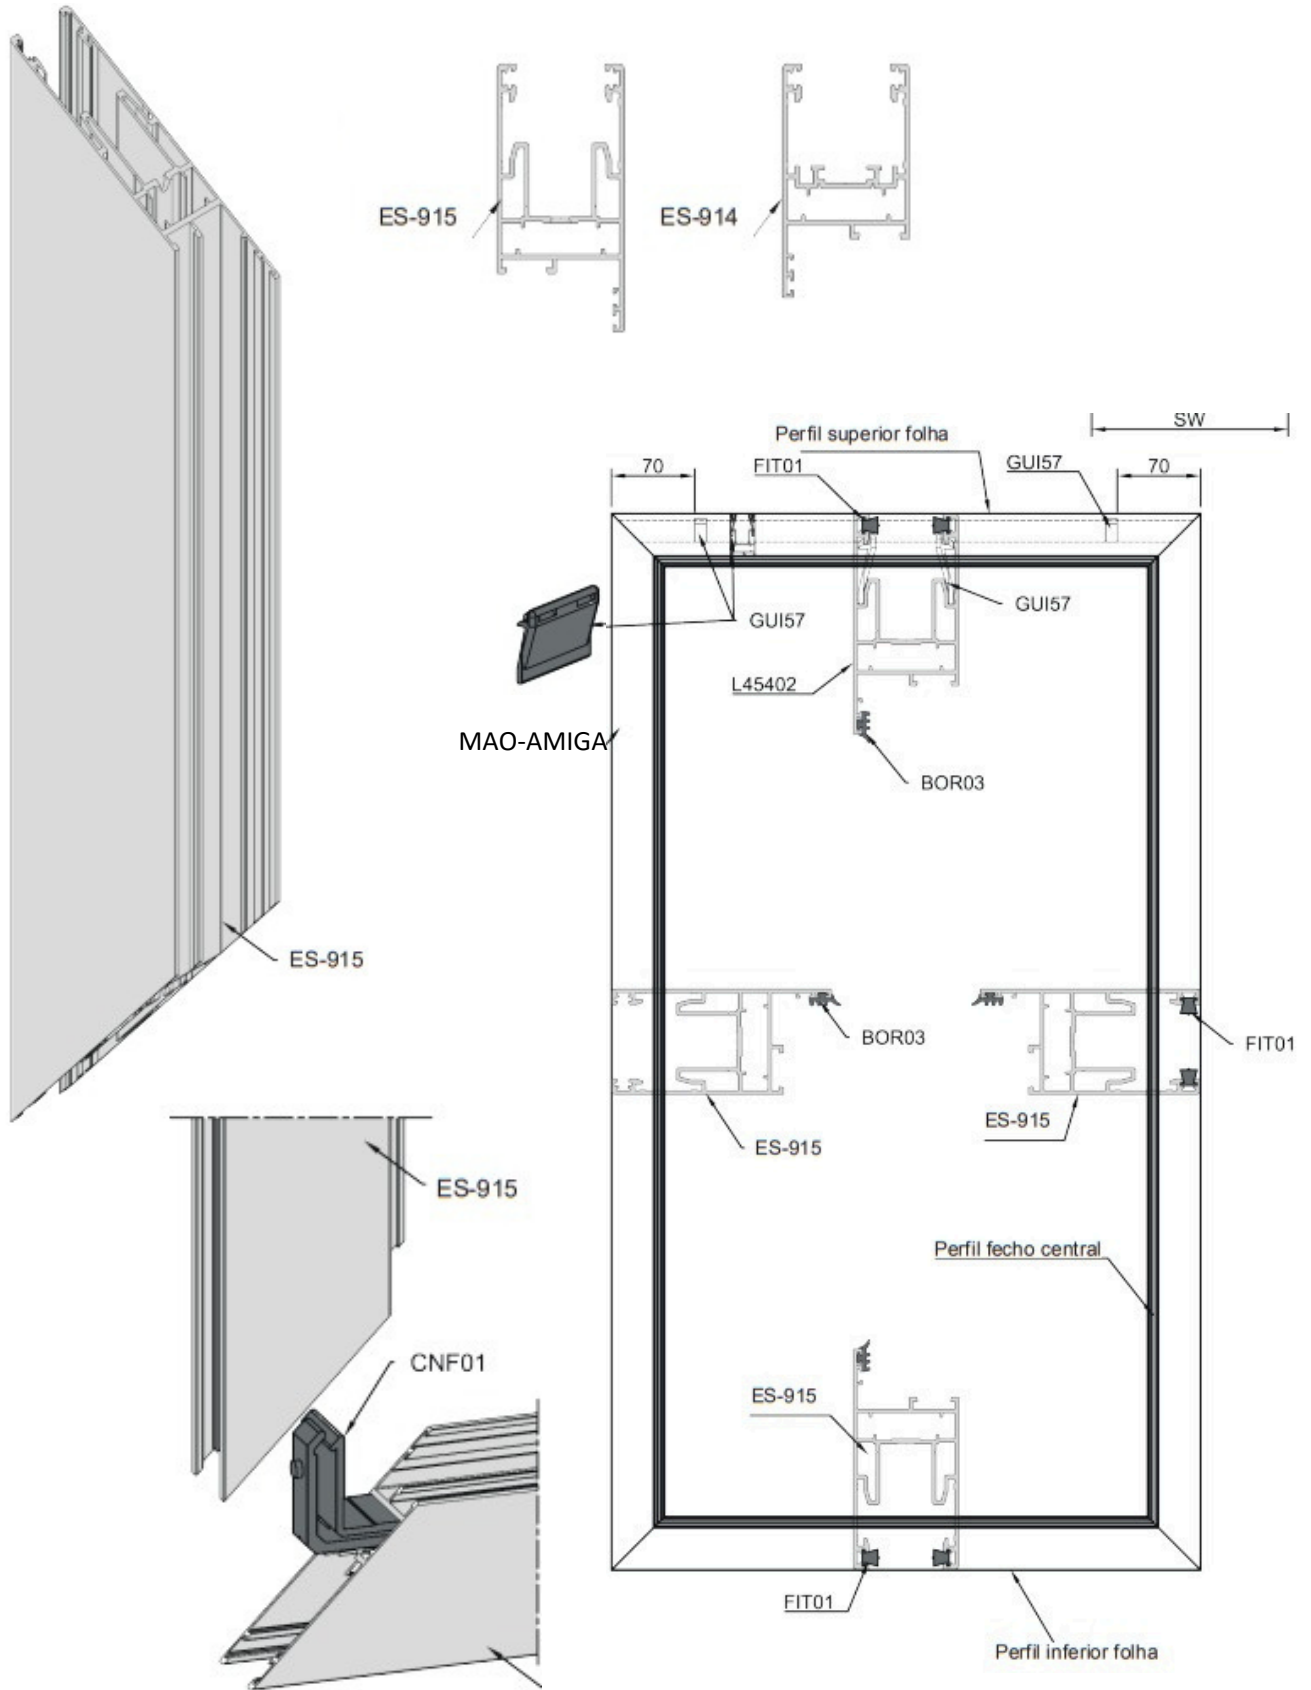 ES-915
ES-914
SW
Perfil superior folha
70
FIT01
GUI57
70
GUI57
GUI57
L45402
MAO-AMIGA
BOR03
ES-915
BOR03
FIT01
ES-915
ES-915
ES-915
Perfil fecho central
CNF01
ES-915
FIT01
Perfil inferior folha